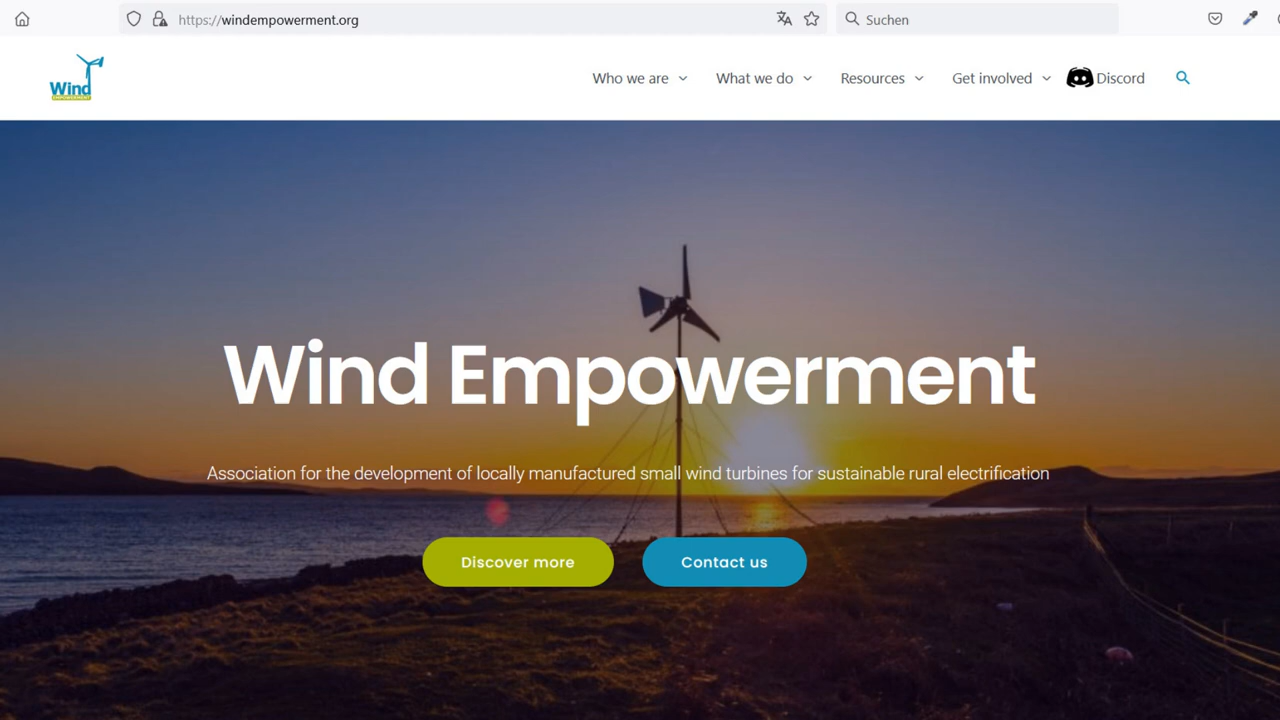 https://windempowerment.org
Suchen
Wind
Who we are
What we do
Resources
Get involved
Discord
Wind Empowerment
Association for the development of locally manufactured small wind turbines for sustainable rural electrification
Discover more
Contact us